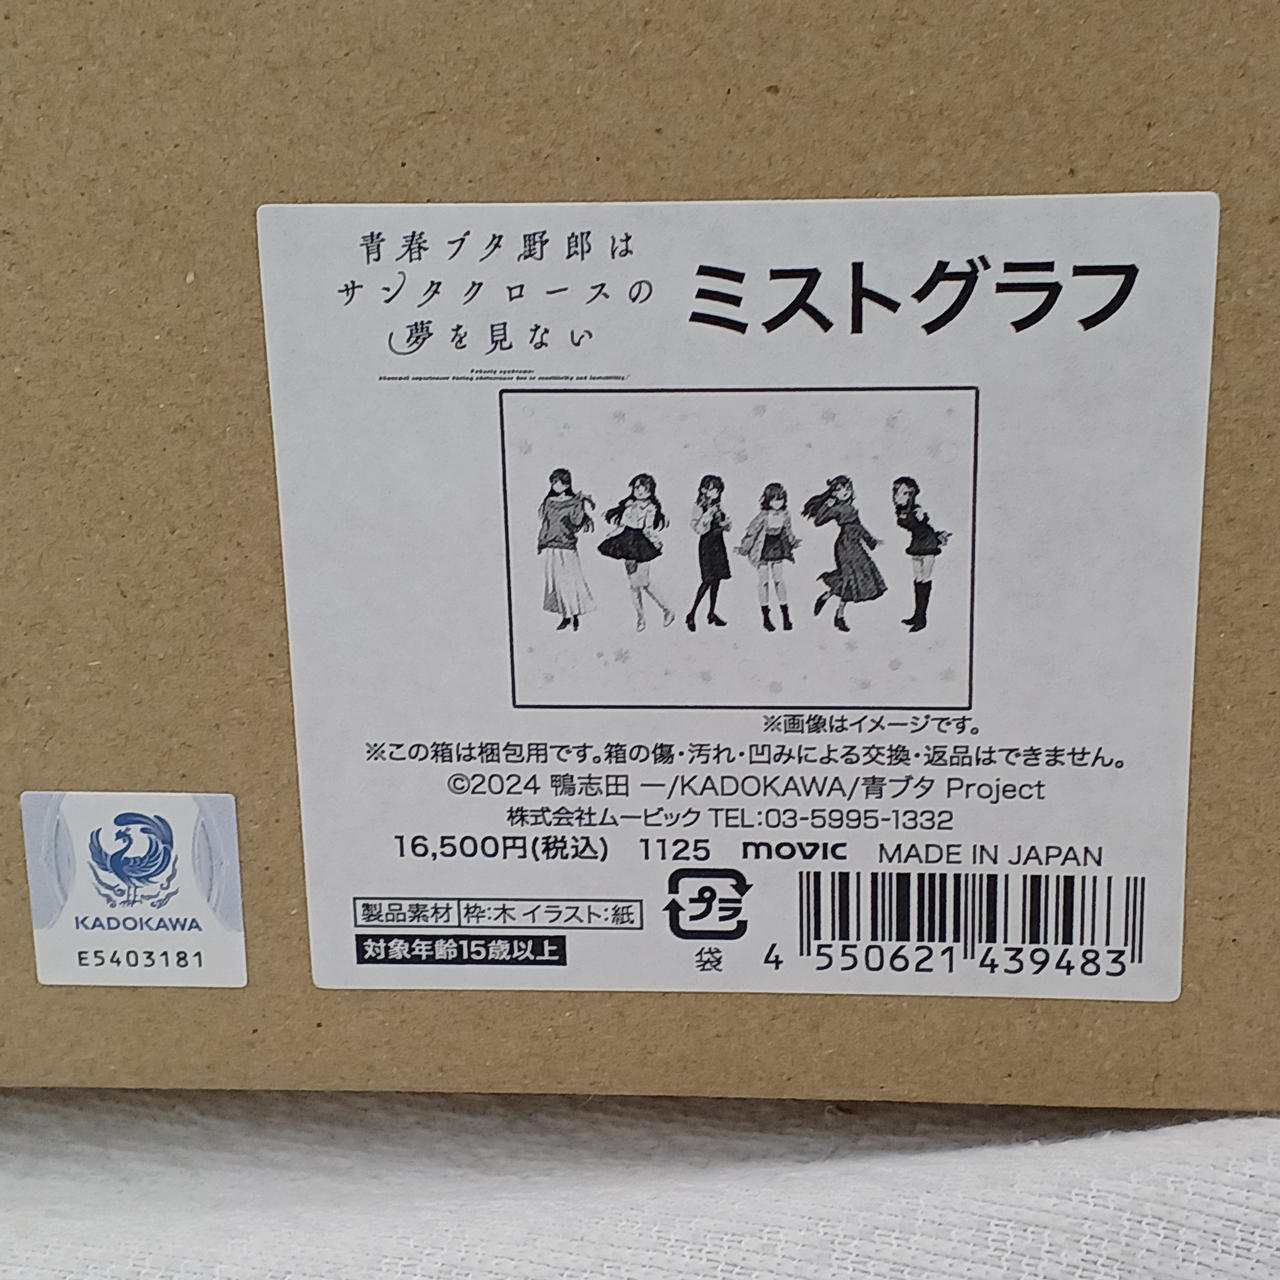 青春ブタ野郎は
サンタクロースの
夢を見ない
ミストグラフ
※画像はイメージです。
※この箱は梱包用です。箱の傷・汚れ・凹みによる交換・返品はできません。
©2024 鴨志田 一/KADOKAWA/青ブタ Project
株式会社ムービック TEL:03-5995-1332
16,500円(税込) 1125 movic MADE IN JAPAN
製品素材 枠:木 イラスト:紙
対象年齢15歳以上
プラ
袋
4 550621 439483
KADOKAWA
E5403181